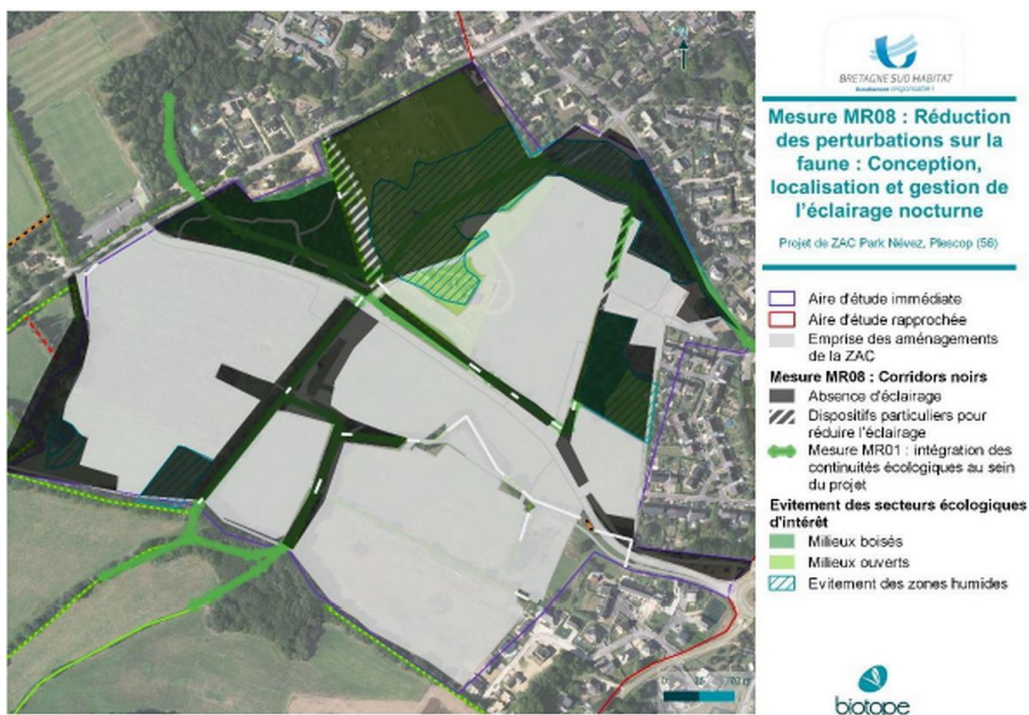 BRETAGNE SUD HABITAT
Mesure MR08 : Réduction
des perturbations sur la
faune : Conception,
localisation et gestion de
l'éclairage nocturne
Projet de ZAC Park Névez, Plescop (56)
Aire d'étude immédiate
Aire d'étude rapprochée
Emprise des aménagements
de la ZAC
Mesure MR08 : Corridors noirs
Absence d'éclairage
Dispositifs particuliers pour
réduire l'éclairage
Mesure MR01 : intégration des
continuités écologiques au sein
du projet
Evitement des secteurs écologiques
d'intérêt
Milieux boisés
Milieux ouverts
Evitement des zones humides
0
biotope